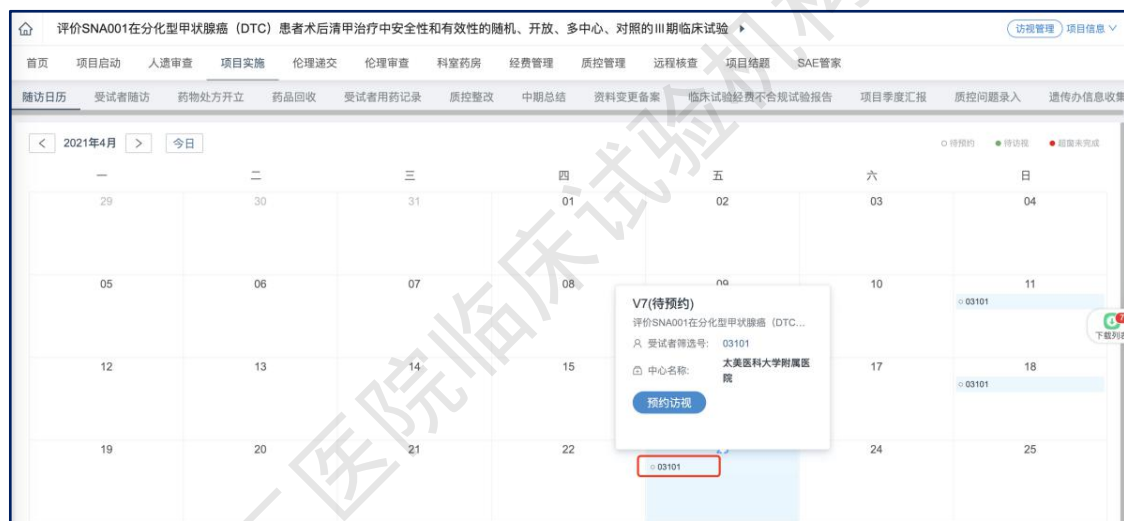 评价SNA001在分化型甲状腺癌（DTC）患者术后清甲治疗中安全性和有效性的随机、开放、多中心、对照的III期临床试验
访视管理 项目信息
首页 项目启动 人遗审查 项目实施 伦理递交 伦理审查 科室药房 经费管理 质控管理 远程核查 项目结题 SAE管家
随访日历 受试者随访 药物处方开立 药品回收 受试者用药记录 质控整改 中期总结 资料变更备案 临床试验经费不合规试验报告 项目季度汇报 质控问题录入 遗传办信息收集
< 2021年4月 > 今日
待预约 待访视 超窗未完成
一 二 三 四 五 六 日
29 30 31 01 02 03 04
05 06 07 08 09 10 11
03101
V7(待预约)
评价SNA001在分化型甲状腺癌（DTC...
受试者筛选号: 03101
中心名称: 太美医科大学附属医院
预约访视
下载列表
12 13 14 15 17 18
03101
19 20 21 22 23 24 25
03101
医院临床试验机构